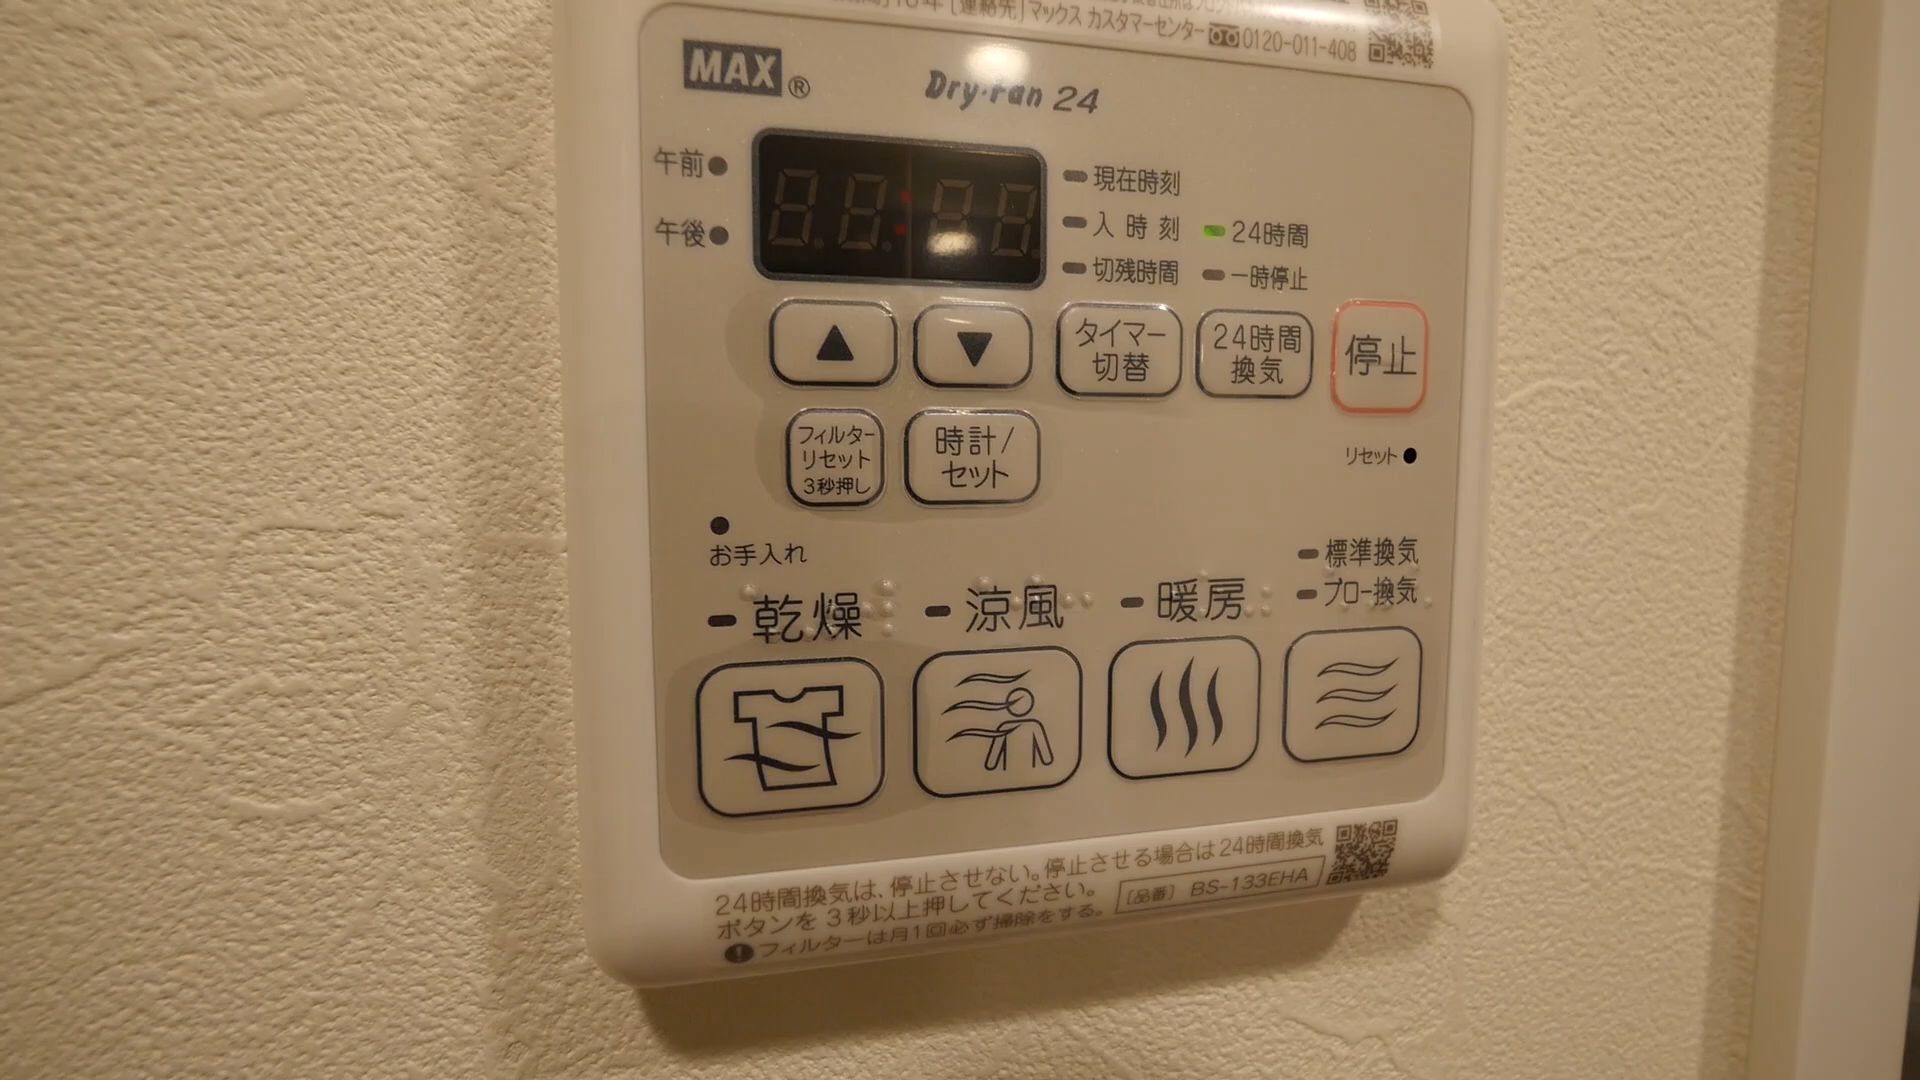 10年 [連絡先] マックス カスタマーセンター 0120-011-408
MAX®
Dry-Fan 24
午前
午後
現在時刻
入時刻
切残時間
24時間
一時停止
▲
▼
タイマー
切替
24時間
換気
停止
フィルター
リセット
3秒押し
時計/
セット
リセット
お手入れ
標準換気
ブロー換気
乾燥
涼風
暖房
24時間換気は、停止させない。停止させる場合は24時間換気
ボタンを3秒以上押してください。
フィルターは月1回必ず掃除をする。
[品番] BS-133EHA